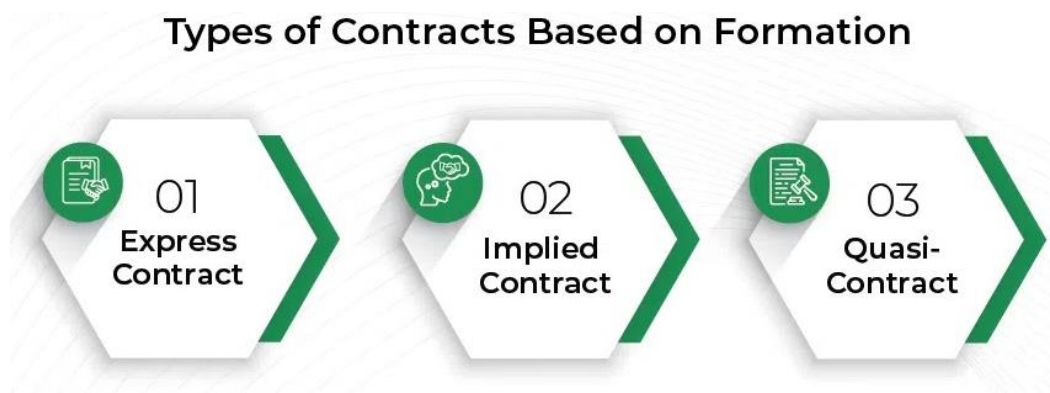 Types of Contracts Based on Formation
01
Express
Contract
02
Implied
Contract
03
Quasi-
Contract